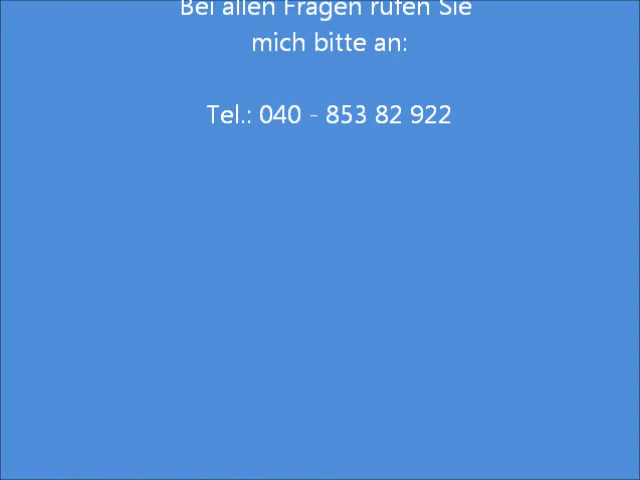 Bei allen Fragen rufen Sie
mich bitte an:
Tel.: 040 - 853 82 922